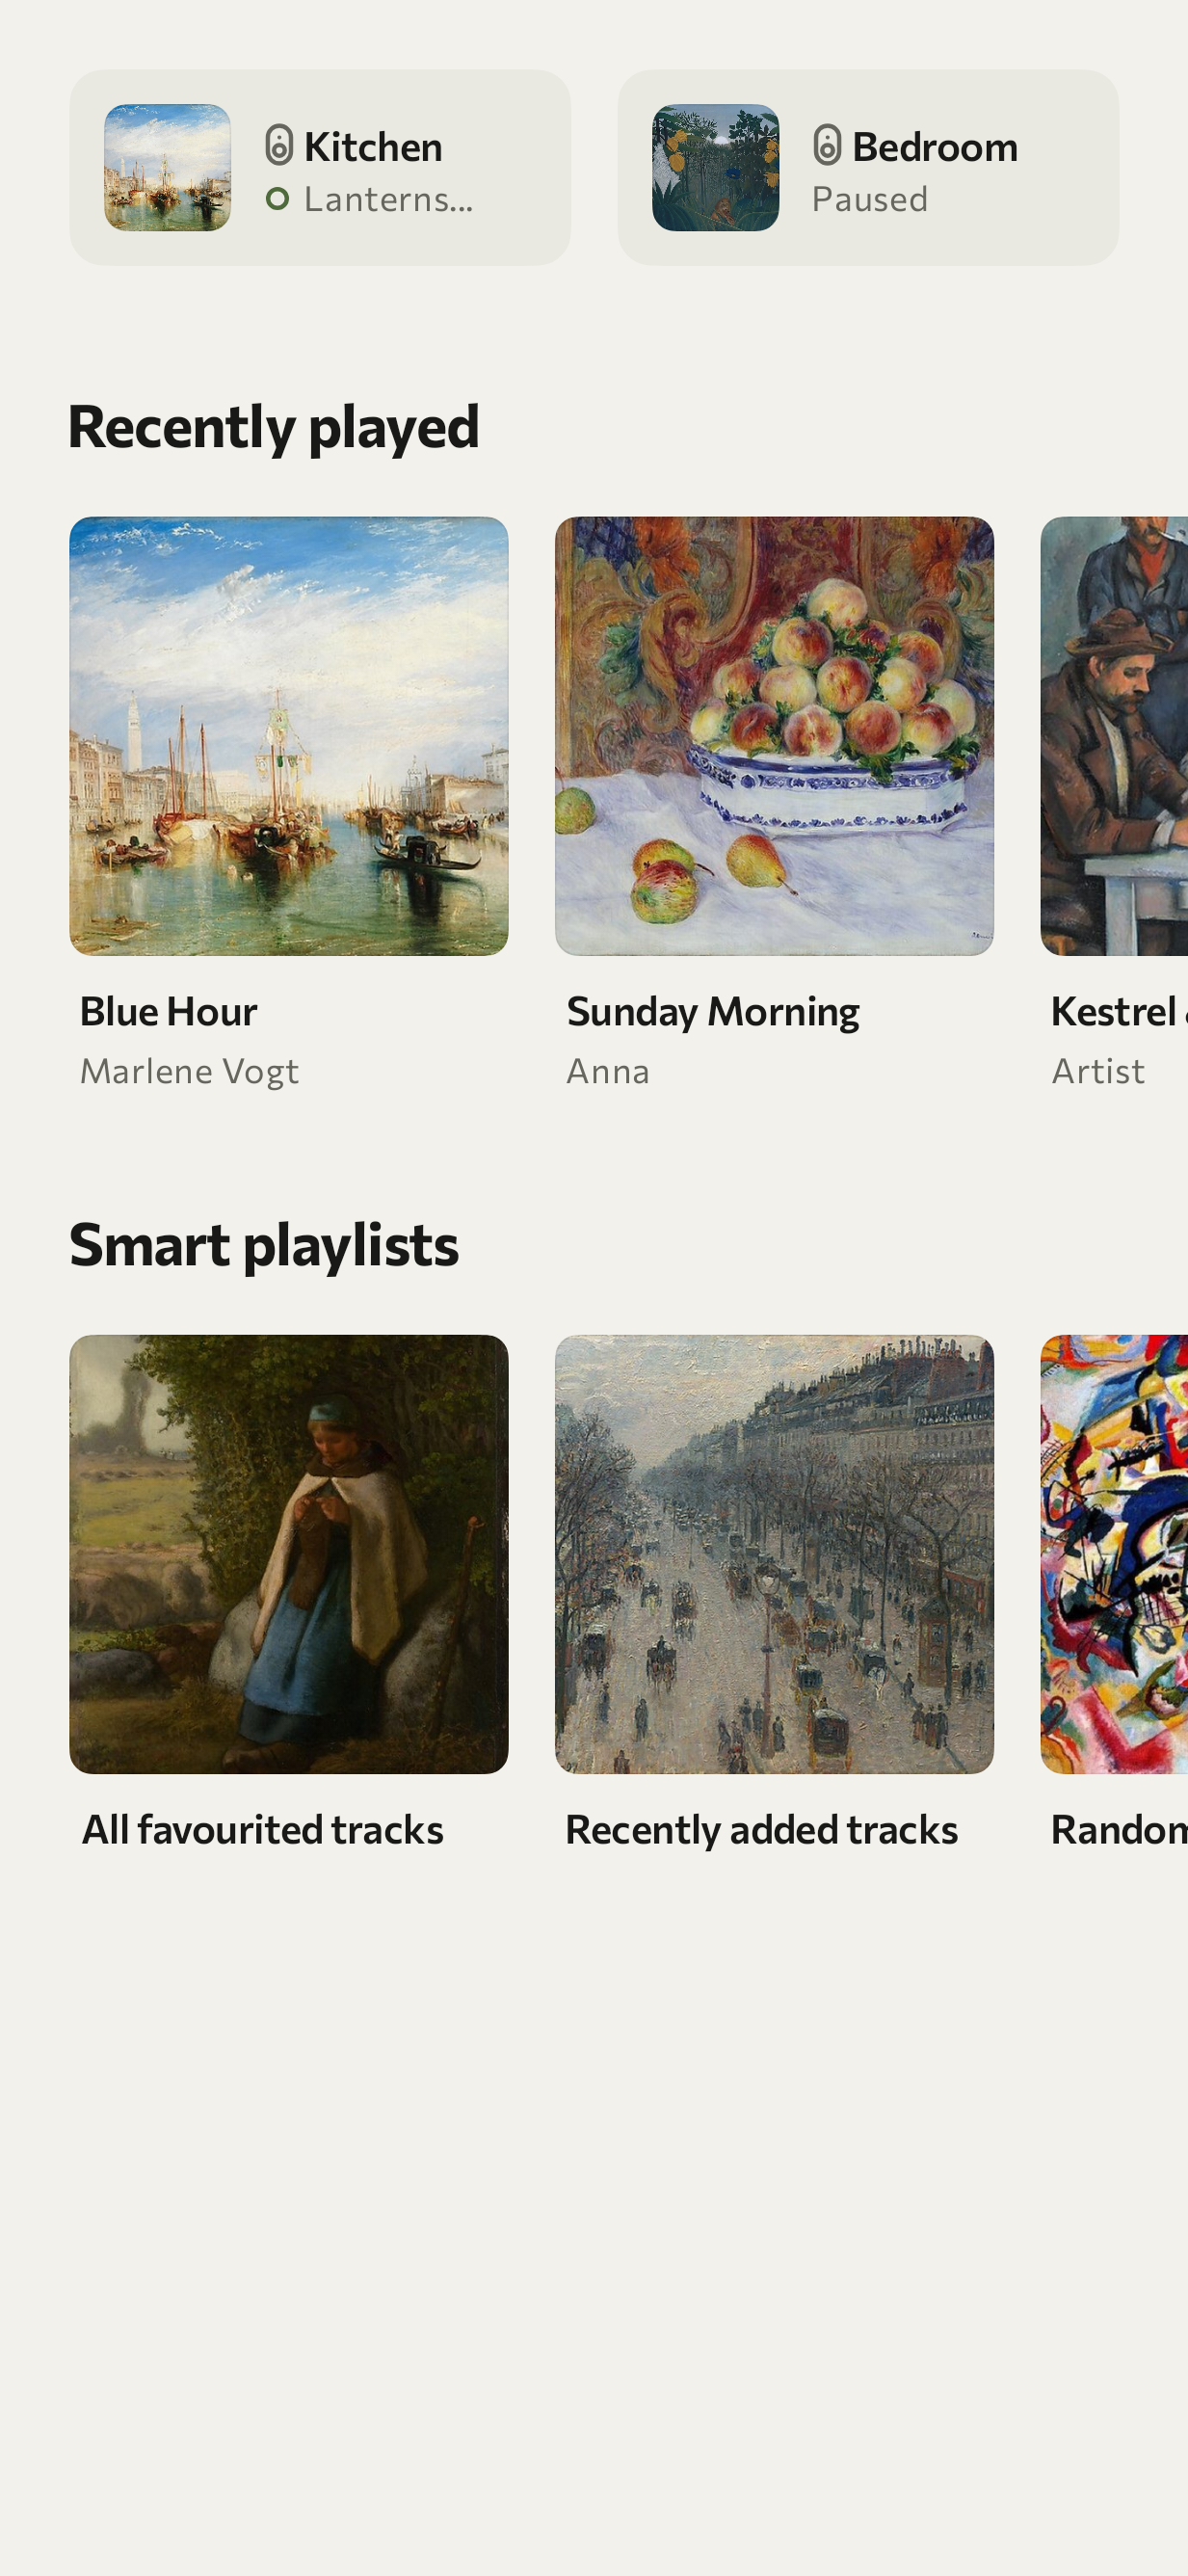 Kitchen
Lanterns...
Bedroom
Paused
Recently played
Blue Hour
Marlene Vogt
Sunday Morning
Anna
Kestrel
Artist
Smart playlists
All favourited tracks
Recently added tracks
Random